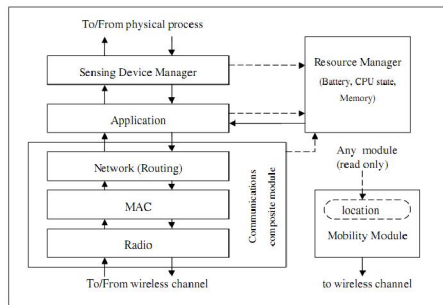 To/From physical process
Sensing Device Manager
Resource Manager
(Battery, CPU state,
Memory)
Application
Any module
(read only)
Network (Routing)
Communications
composite module
MAC
location
Mobility Module
Radio
To/From wireless channel
to wireless channel